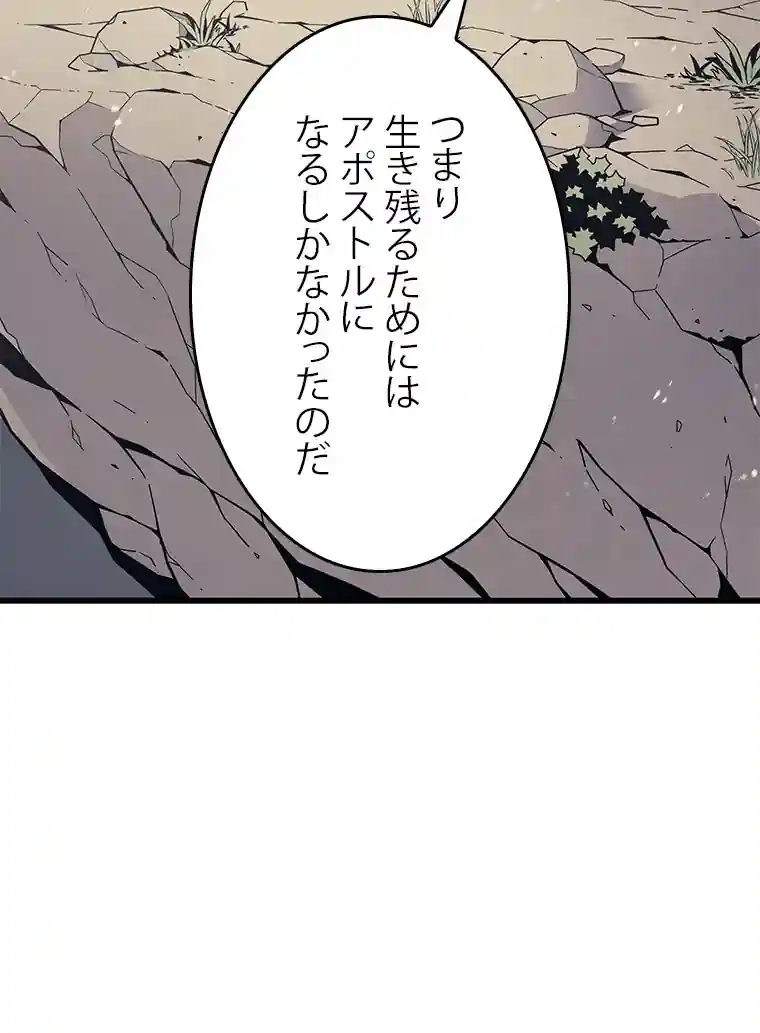 つまり
生き残るためには
アポストルに
なるしかなかったのだ